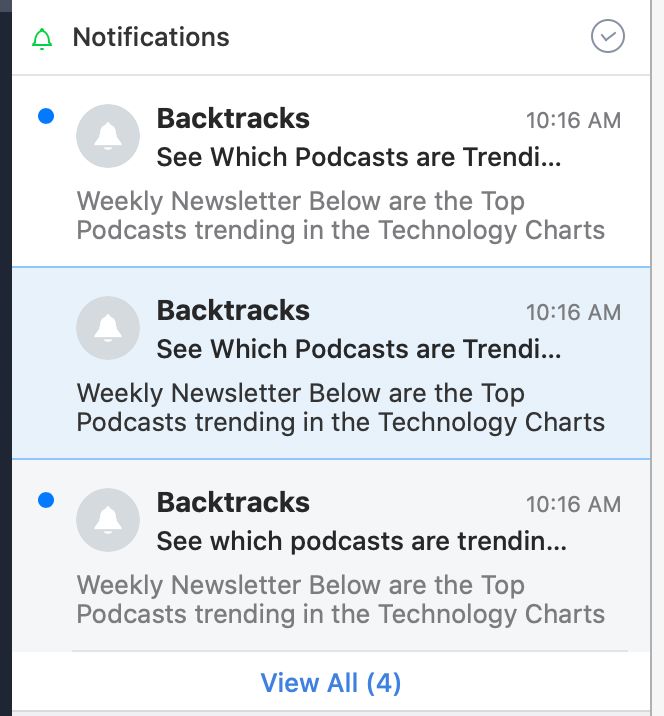 Notifications
Backtracks 10:16 AM
See Which Podcasts are Trendi...
Weekly Newsletter Below are the Top
Podcasts trending in the Technology Charts
Backtracks 10:16 AM
See Which Podcasts are Trendi...
Weekly Newsletter Below are the Top
Podcasts trending in the Technology Charts
Backtracks 10:16 AM
See which podcasts are trendin...
Weekly Newsletter Below are the Top
Podcasts trending in the Technology Charts
View All (4)